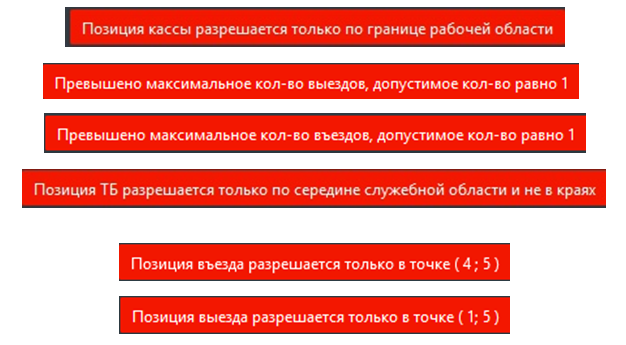 Позиция кассы разрешается только по границе рабочей области
Превышено максимальное кол-во выездов, допустимое кол-во равно 1
Превышено максимальное кол-во въездов, допустимое кол-во равно 1
Позиция ТБ разрешается только по середине служебной области и не в краях
Позиция въезда разрешается только в точке ( 4 ; 5 )
Позиция выезда разрешается только в точке ( 1; 5 )